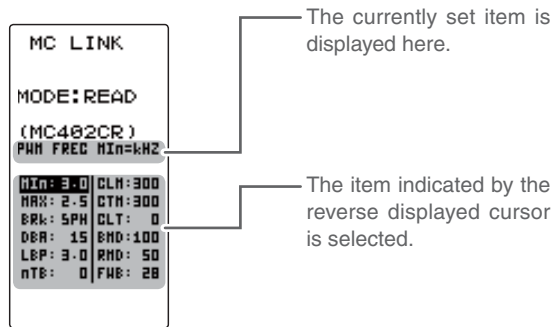 MC LINK
MODE:READ
(MC402CR)
PWM FREC MIn=kHZ
MIn: 3.0 CLM:300
MAX: 2.5 CTM:300
BRk: SPH CLT: 0
DBA: 15 BMD:100
LBP: 3.0 RMD: 50
nTB: 0 FWB: 28
The currently set item is
displayed here.
The item indicated by the
reverse displayed cursor
is selected.